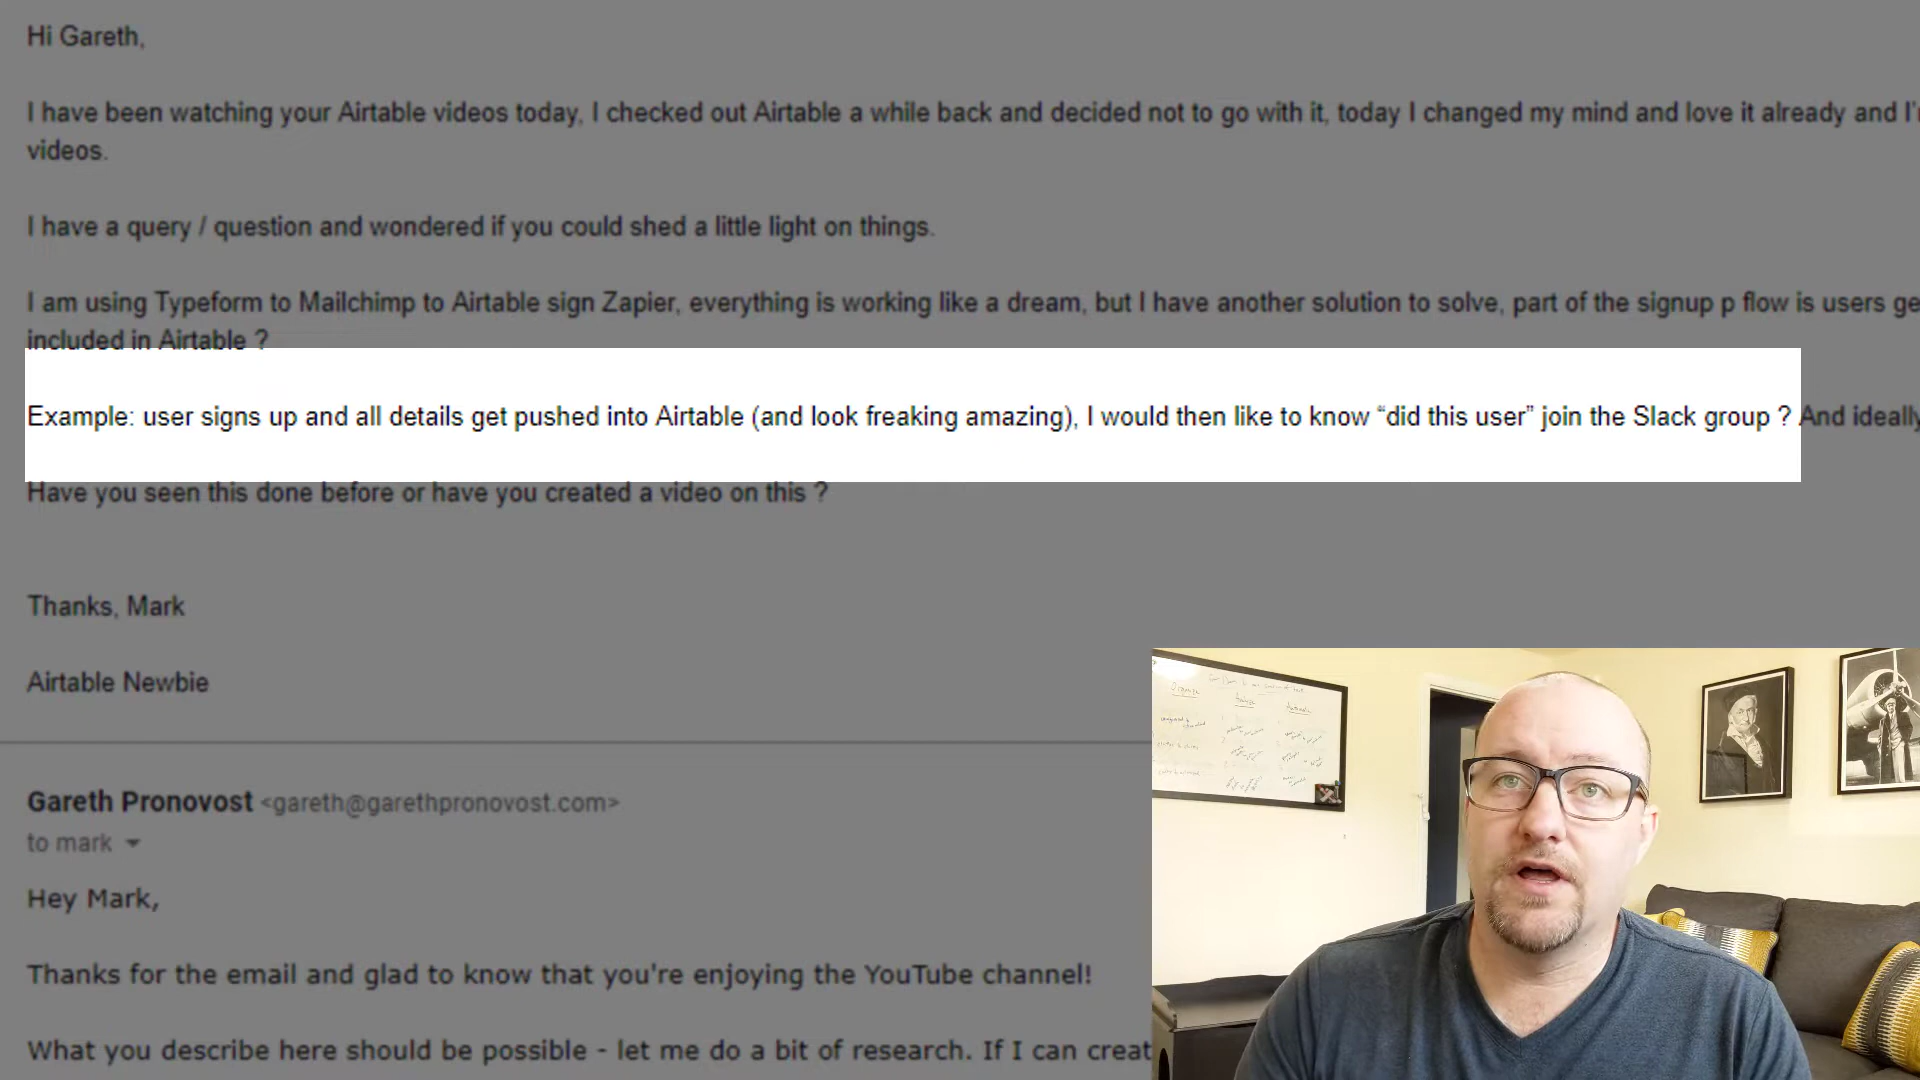 Hi Gareth,
I have been watching your Airtable videos today, I checked out Airtable a while back and decided not to go with it, today I changed my mind and love it already and
videos.
I have a query / question and wondered if you could shed a little light on things.
I am using Typeform to Mailchimp to Airtable sign Zapier, everything is working like a dream, but I have another solution to solve, part of the signup p flow is users
included in Airtable ?
Example: user signs up and all details get pushed into Airtable (and look freaking amazing), I would then like to know “did this user” join the Slack group ? And ideally
Have you seen this done before or have you created a video on this ?
Thanks, Mark
Airtable Newbie
Gareth Pronovost <gareth@garethpronovost.com>
to mark
Hey Mark,
Thanks for the email and glad to know that you're enjoying the YouTube channel!
What you describe here should be possible - let me do a bit of research. If I can